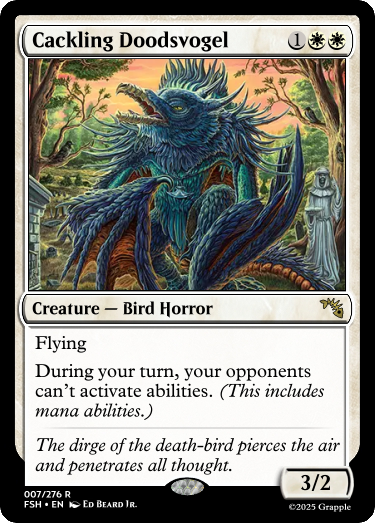 Cackling Doodsvogel 1
Creature — Bird Horror
Flying
During your turn, your opponents
can't activate abilities. (This includes
mana abilities.)
The dirge of the death-bird pierces the air
and penetrates all thought.
3/2
007/276 R
FSH • EN Ed Beard Jr.
©2025 Grapple